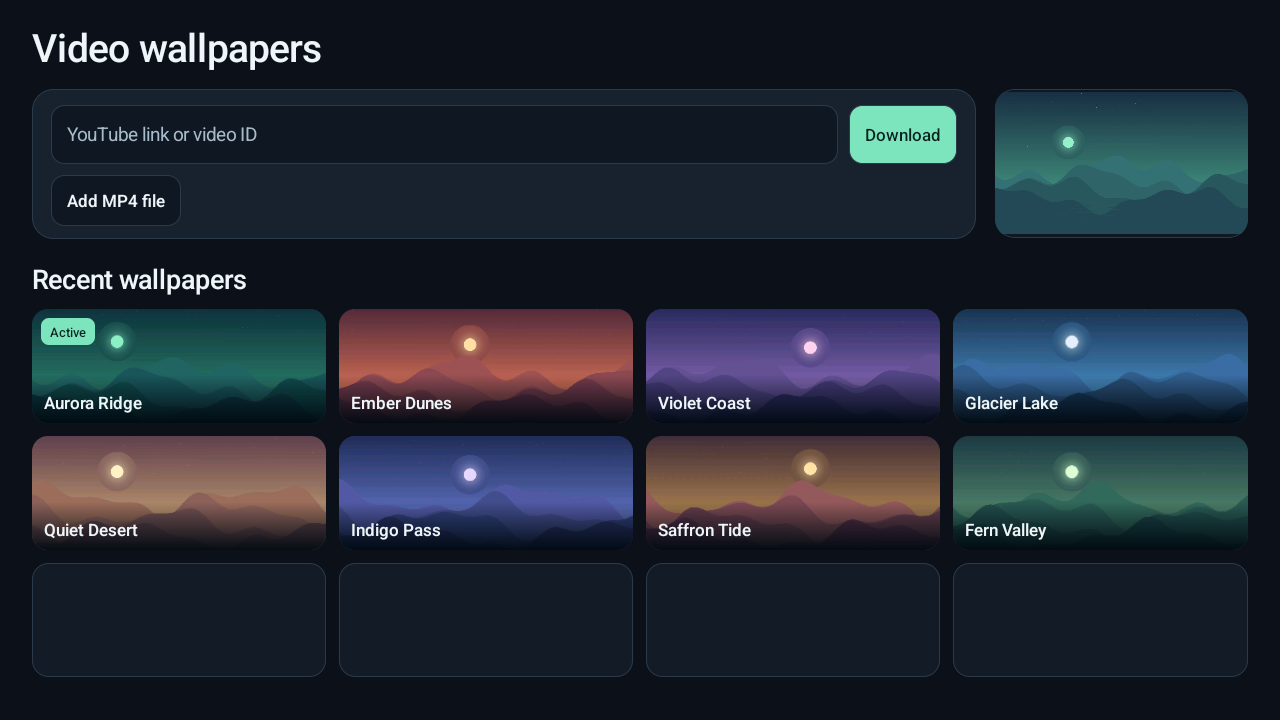 Video wallpapers
YouTube link or video ID
Download
Add MP4 file
Recent wallpapers
Active
Aurora Ridge
Ember Dunes
Violet Coast
Glacier Lake
Quiet Desert
Indigo Pass
Saffron Tide
Fern Valley